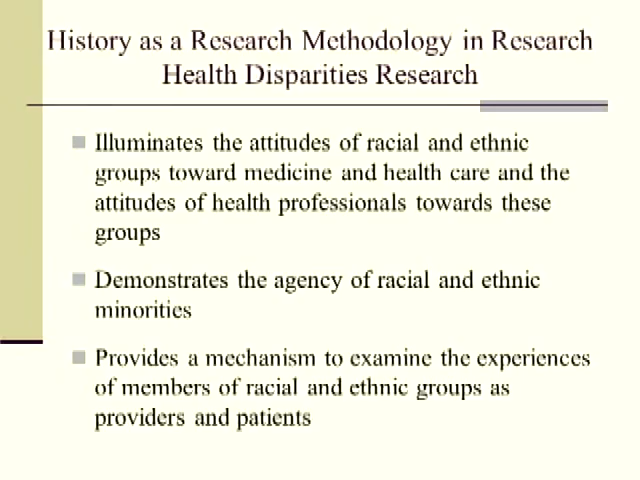 History as a Research Methodology in Research
Health Disparities Research
Illuminates the attitudes of racial and ethnic
groups toward medicine and health care and the
attitudes of health professionals towards these
groups
Demonstrates the agency of racial and ethnic
minorities
Provides a mechanism to examine the experiences
of members of racial and ethnic groups as
providers and patients